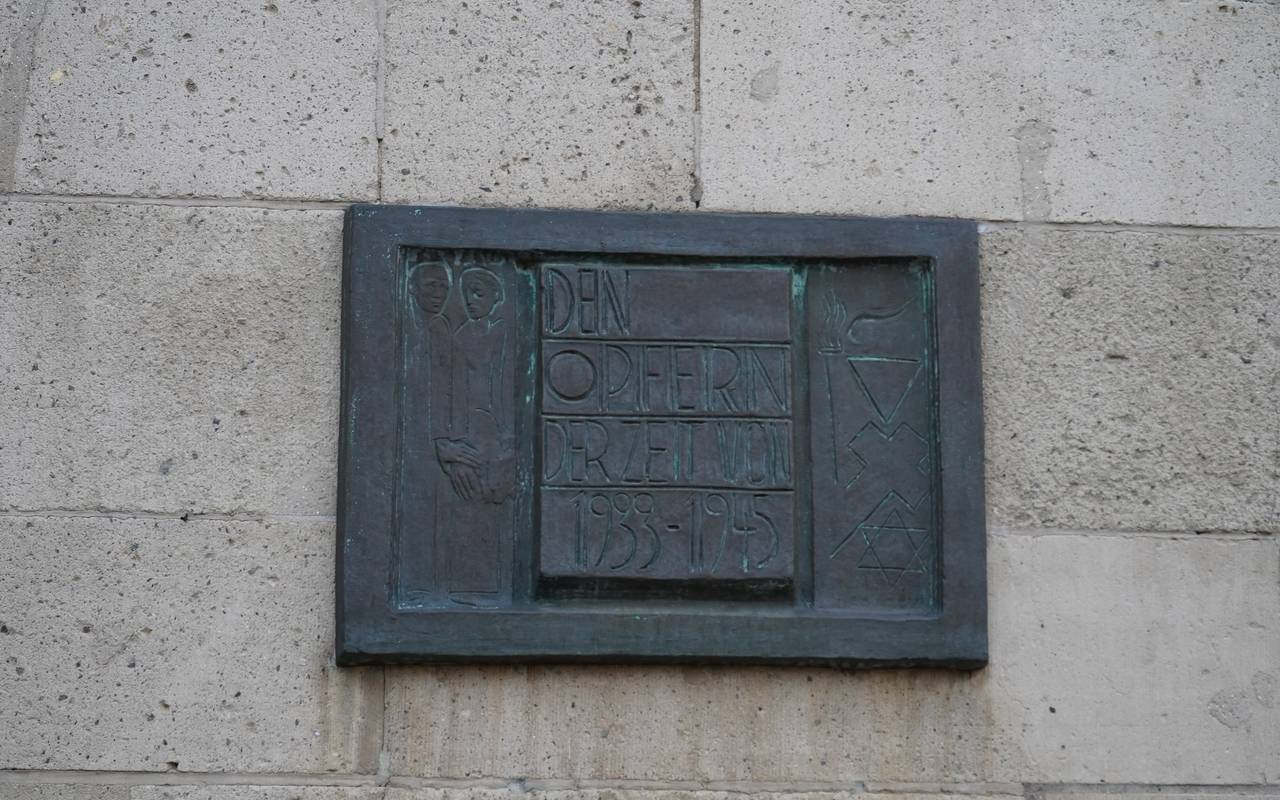 DEN
OPFERN
DER ZEIT VON
1933-1945